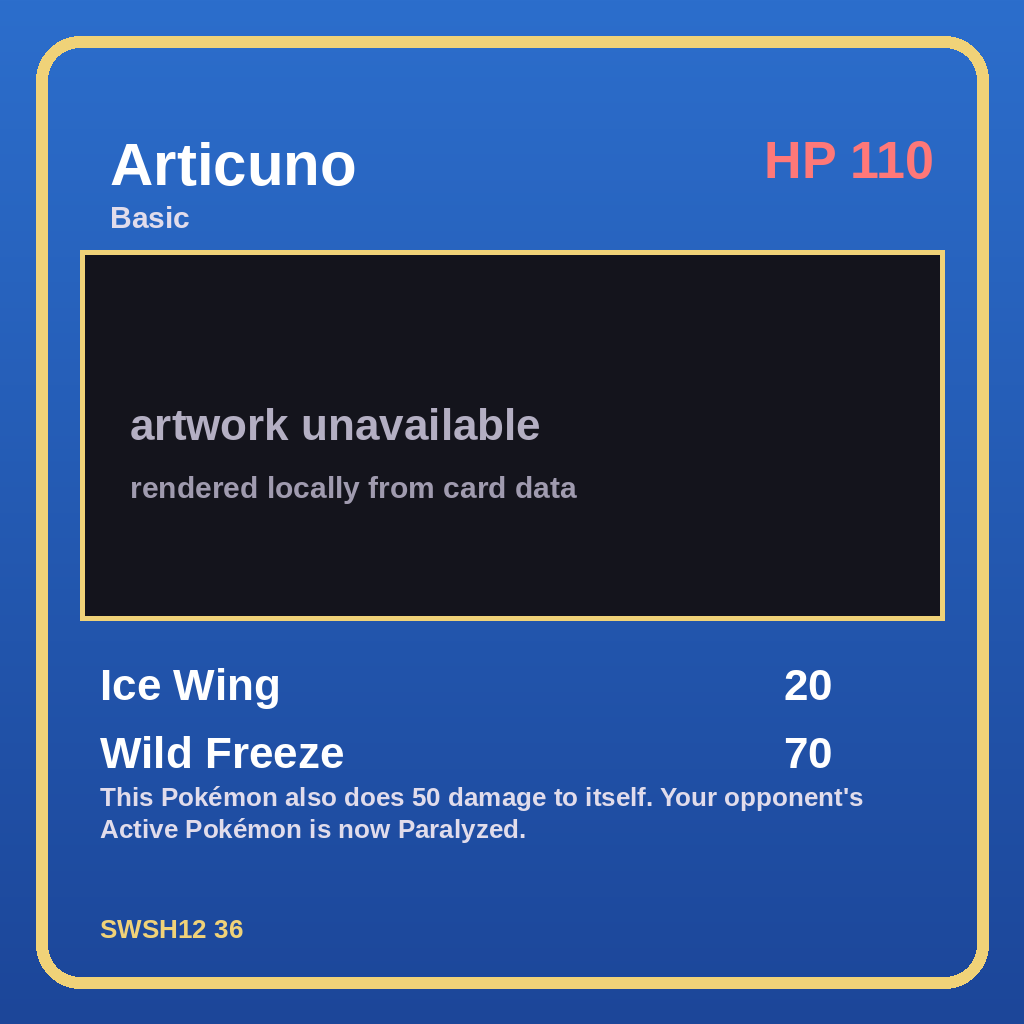 Articuno
HP 110
Basic
artwork unavailable
rendered locally from card data
Ice Wing 20
Wild Freeze 70
This Pokémon also does 50 damage to itself. Your opponent's
Active Pokémon is now Paralyzed.
SWSH12 36